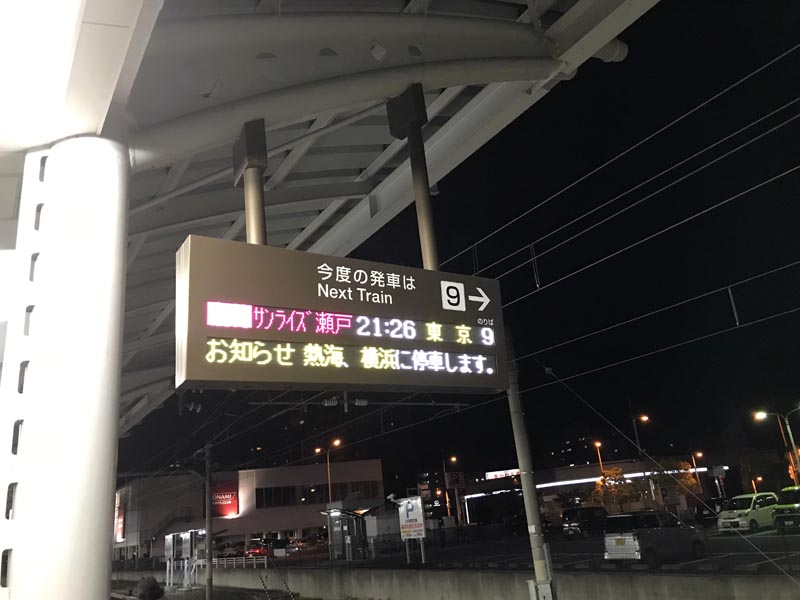 今度の発車は
Next Train
9
のりば
サンライズ瀬戸 21:26 東京 9
お知らせ 熱海、横浜に停車します。
KONAMI
P